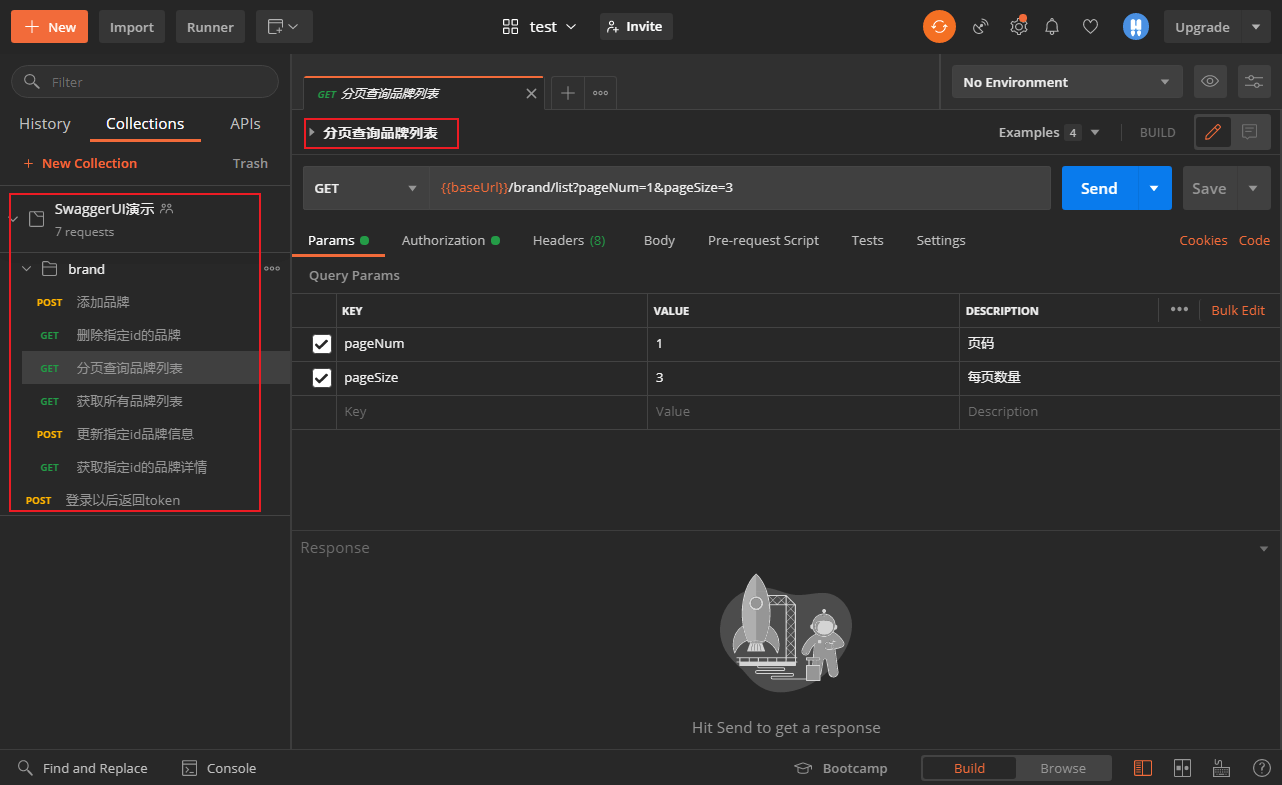 New
Import
Runner
test
Invite
Upgrade
Filter
History
Collections
APIs
New Collection
Trash
SwaggerUI演示
7 requests
brand
POST 添加品牌
GET 删除指定id的品牌
GET 分页查询品牌列表
GET 获取所有品牌列表
POST 更新指定id品牌信息
GET 获取指定id的品牌详情
POST 登录以后返回token
GET 分页查询品牌列表
No Environment
分页查询品牌列表
Examples 4
BUILD
GET
{{baseUrl}}/brand/list?pageNum=1&pageSize=3
Send
Save
Params
Authorization
Headers (8)
Body
Pre-request Script
Tests
Settings
Cookies
Code
Query Params
KEY VALUE DESCRIPTION
Bulk Edit
pageNum 1 页码
pageSize 3 每页数量
Key Value Description
Response
Hit Send to get a response
Find and Replace
Console
Bootcamp
Build
Browse